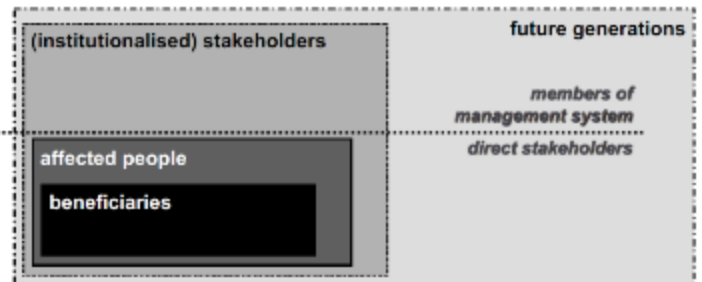 future generations
(institutionalised) stakeholders
members of
management system
direct stakeholders
affected people
beneficiaries